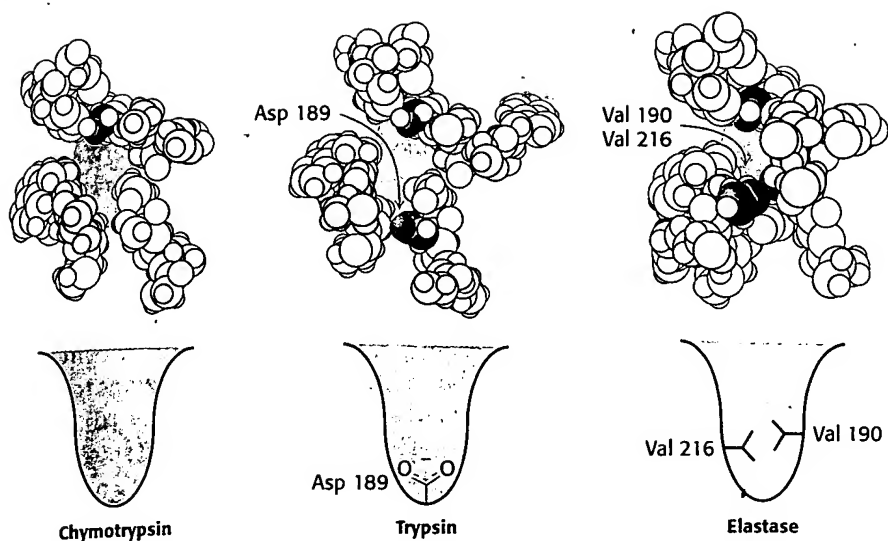 Asp 189
Val 190
Val 216
Asp 189
O − O
Val 216
Val 190
Chymotrypsin
Trypsin
Elastase